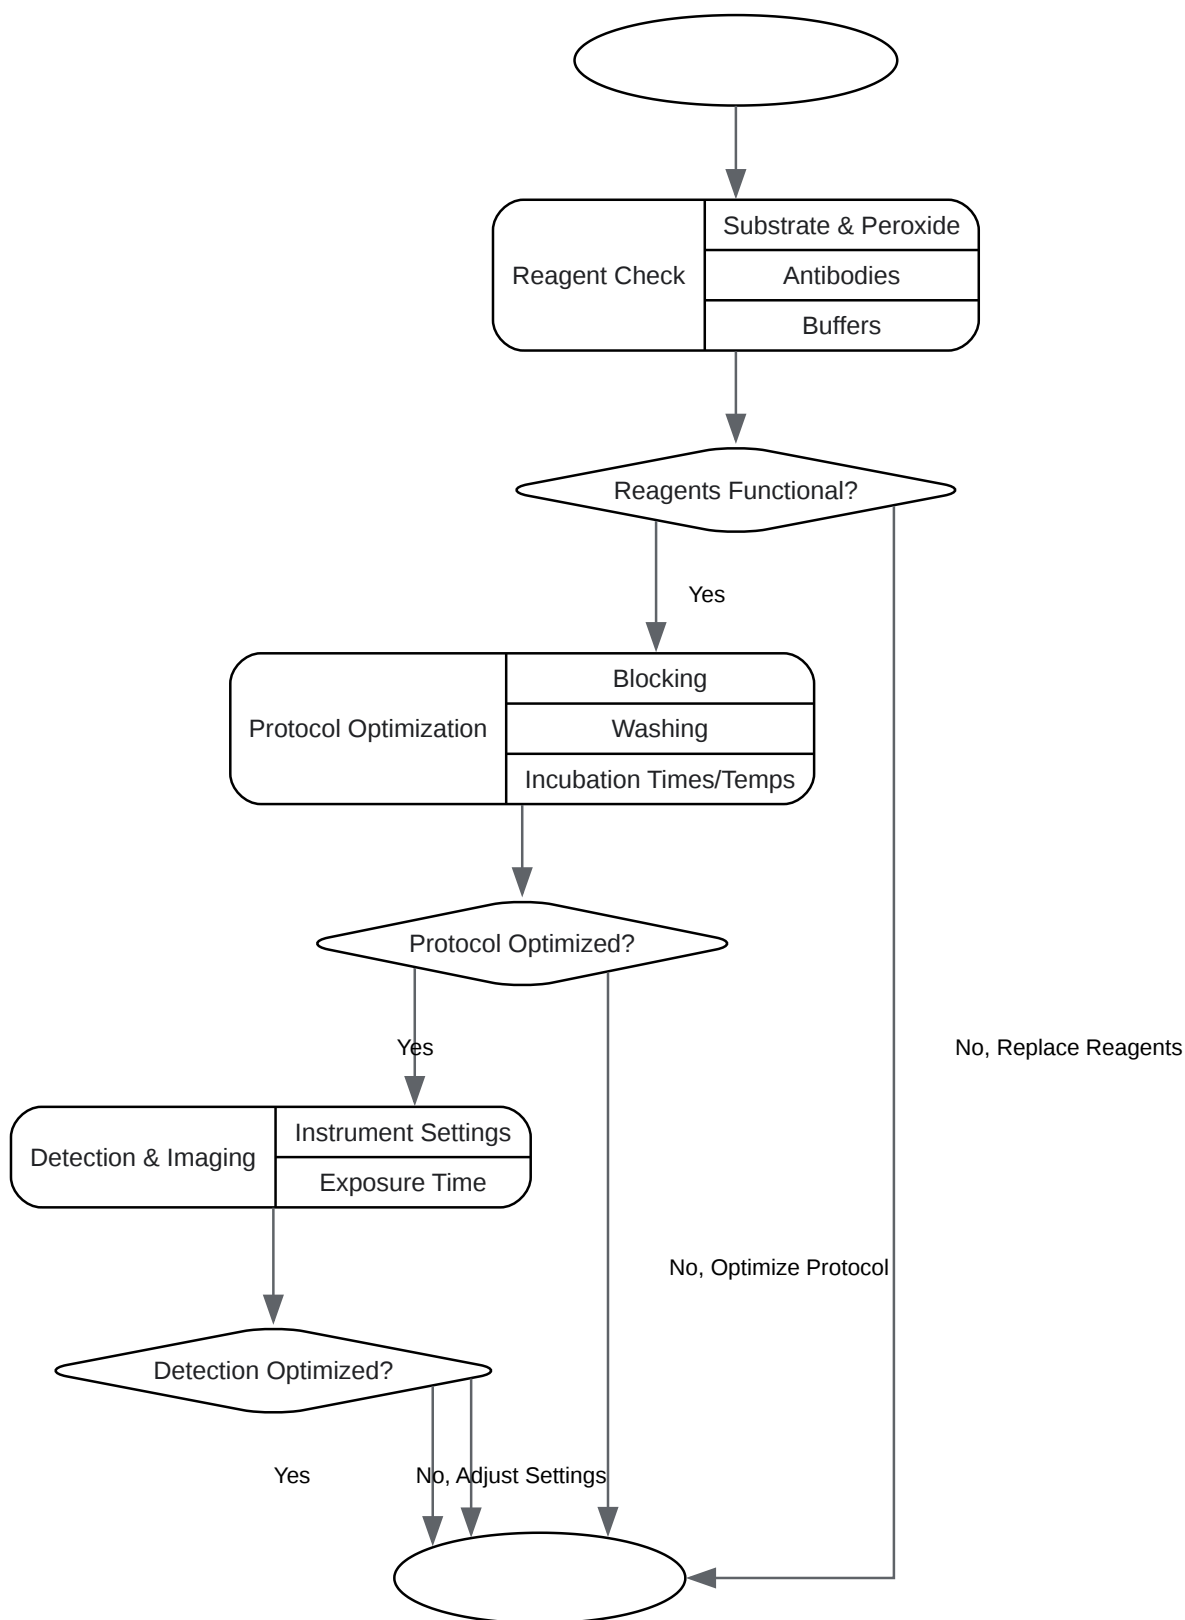 Reagent Check
Substrate & Peroxide
Antibodies
Buffers
Reagents Functional?
Yes
Protocol Optimization
Blocking
Washing
Incubation Times/Temps
Protocol Optimized?
Yes
No, Replace Reagents
Detection & Imaging
Instrument Settings
Exposure Time
No, Optimize Protocol
Detection Optimized?
Yes
No, Adjust Settings